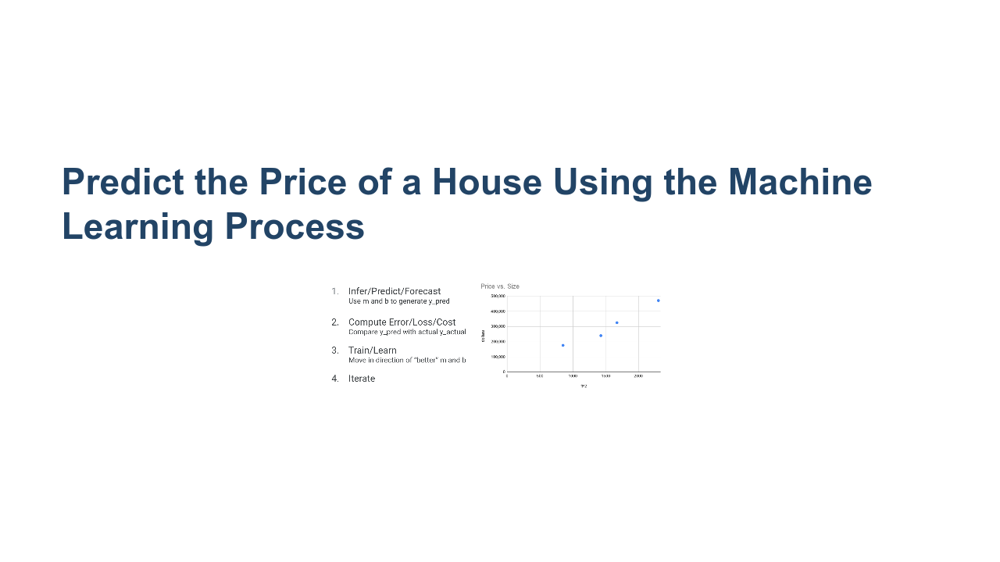 Predict the Price of a House Using the Machine
Learning Process
1. Infer/Predict/Forecast
Use m and b to generate y_pred
2. Compute Error/Loss/Cost
Compare y_pred with actual y_actual
3. Train/Learn
Move in direction of “better” m and b
4. Iterate
Price vs. Size
500,000
400,000
300,000
200,000
100,000
0
dollars
0 500 1000 1500 2000